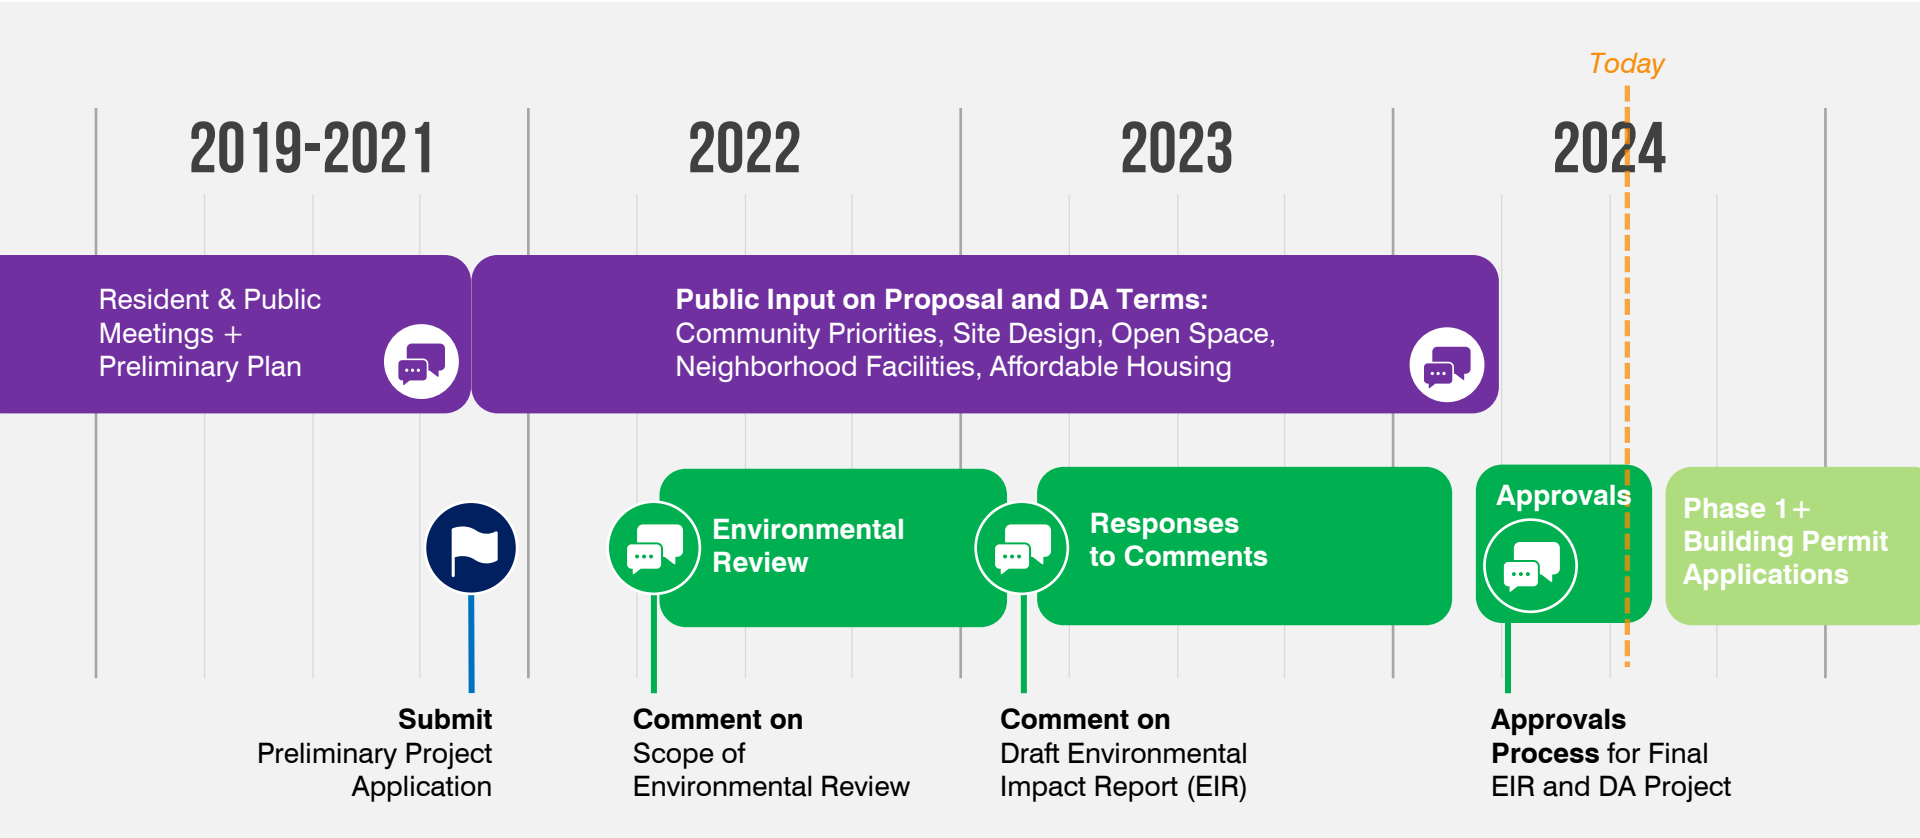 Today
2019-2021
2022
2023
2024
Resident & Public
Meetings +
Preliminary Plan
Public Input on Proposal and DA Terms:
Community Priorities, Site Design, Open Space,
Neighborhood Facilities, Affordable Housing
Environmental
Review
Responses
to Comments
Approvals
Phase 1+
Building Permit
Applications
Submit
Preliminary Project
Application
Comment on
Scope of
Environmental Review
Comment on
Draft Environmental
Impact Report (EIR)
Approvals
Process for Final
EIR and DA Project